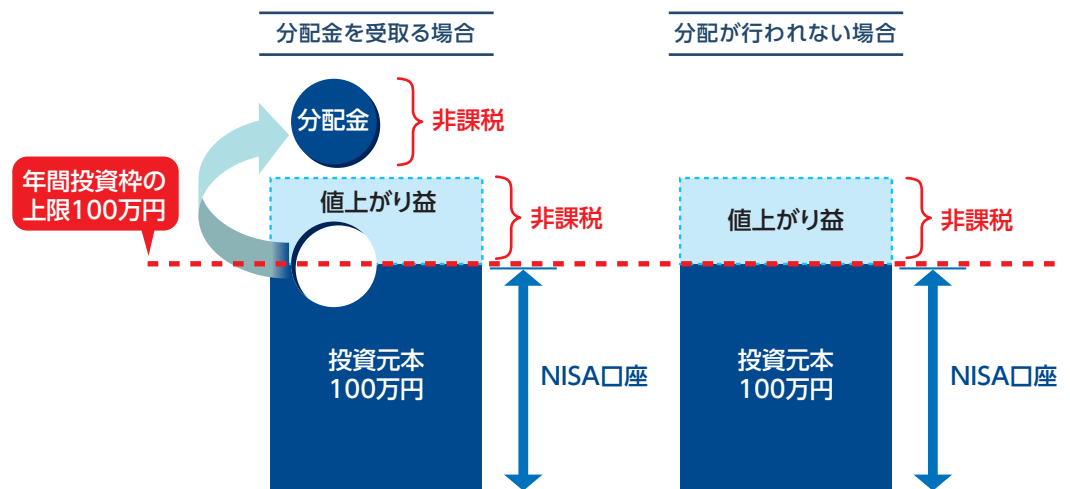 分配金を受取る場合
分配が行われない場合
分配金
非課税
年間投資枠の
上限100万円
値上がり益
非課税
値上がり益
非課税
投資元本
100万円
NISA口座
投資元本
100万円
NISA口座